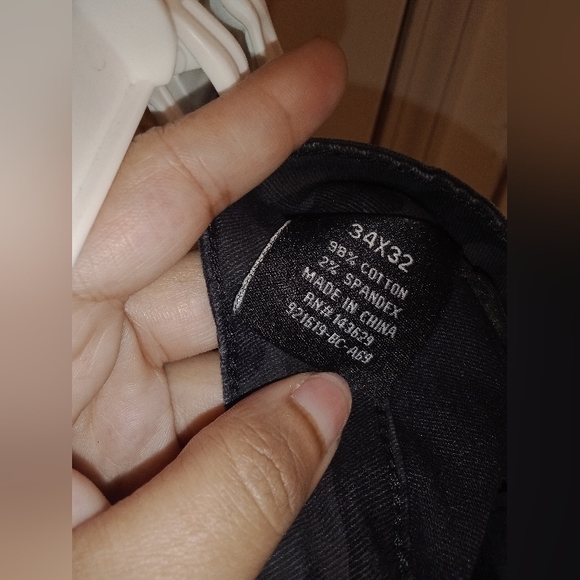 34X32
98% COTTON
2% SPANDEX
MADE IN CHINA
RN# 143629
921619-BC-A69